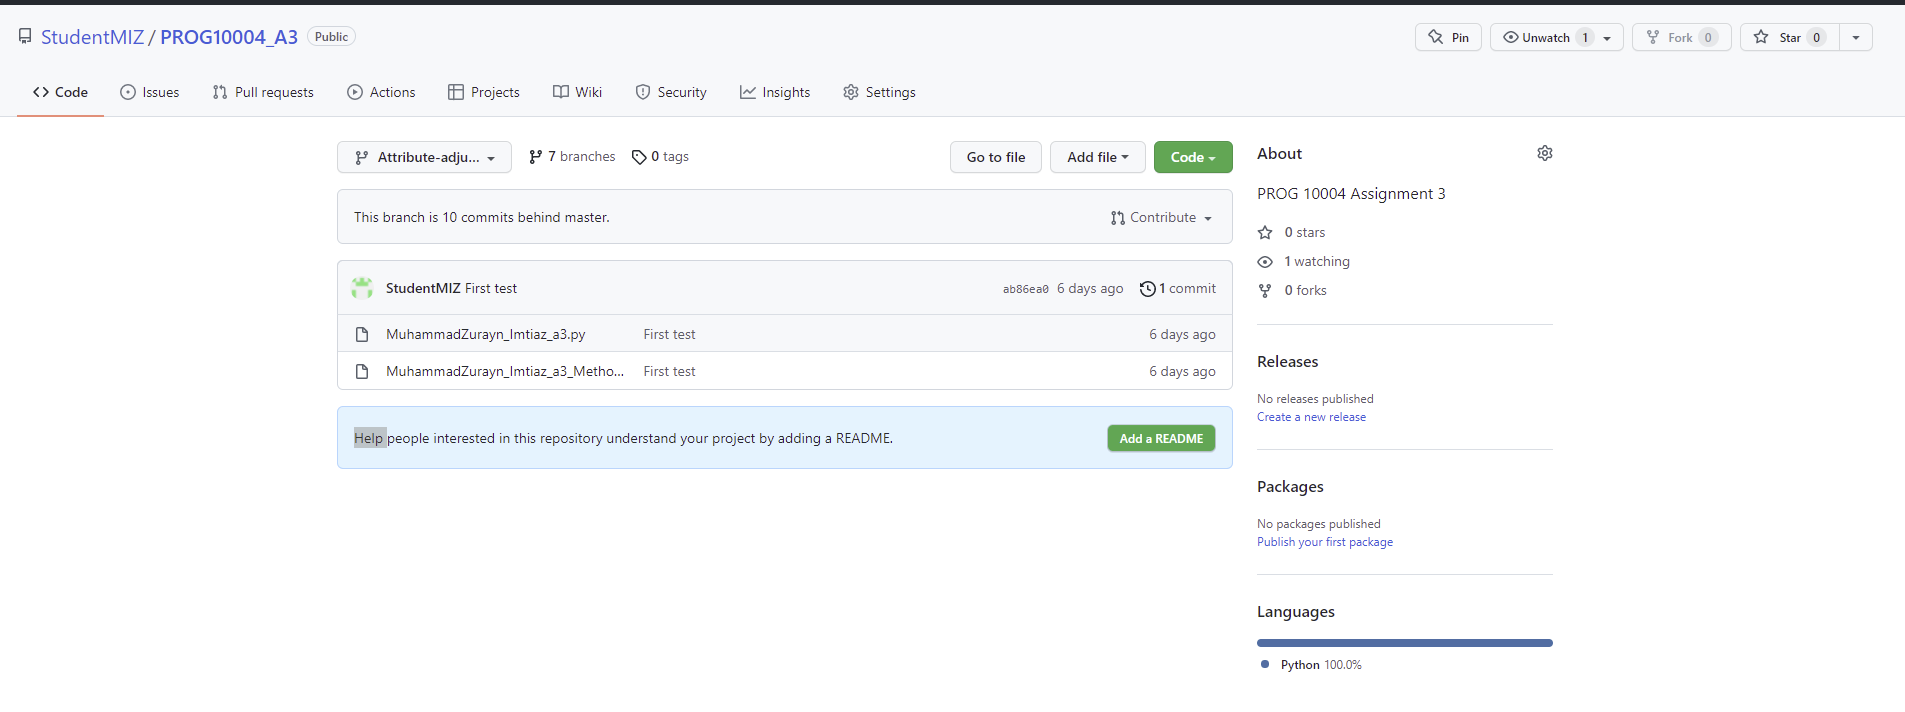 StudentMIZ / PROG10004_A3 Public
Pin Unwatch 1 Fork 0 Star 0
Code Issues Pull requests Actions Projects Wiki Security Insights Settings
Attribute-adju... 7 branches 0 tags Go to file Add file Code
This branch is 10 commits behind master. Contribute
StudentMIZ First test ab86ea0 6 days ago 1 commit
MuhammadZurayn_Imtiaz_a3.py First test 6 days ago
MuhammadZurayn_Imtiaz_a3_Metho... First test 6 days ago
Help people interested in this repository understand your project by adding a README. Add a README
About
PROG 10004 Assignment 3
0 stars
1 watching
0 forks
Releases
No releases published
Create a new release
Packages
No packages published
Publish your first package
Languages
Python 100.0%